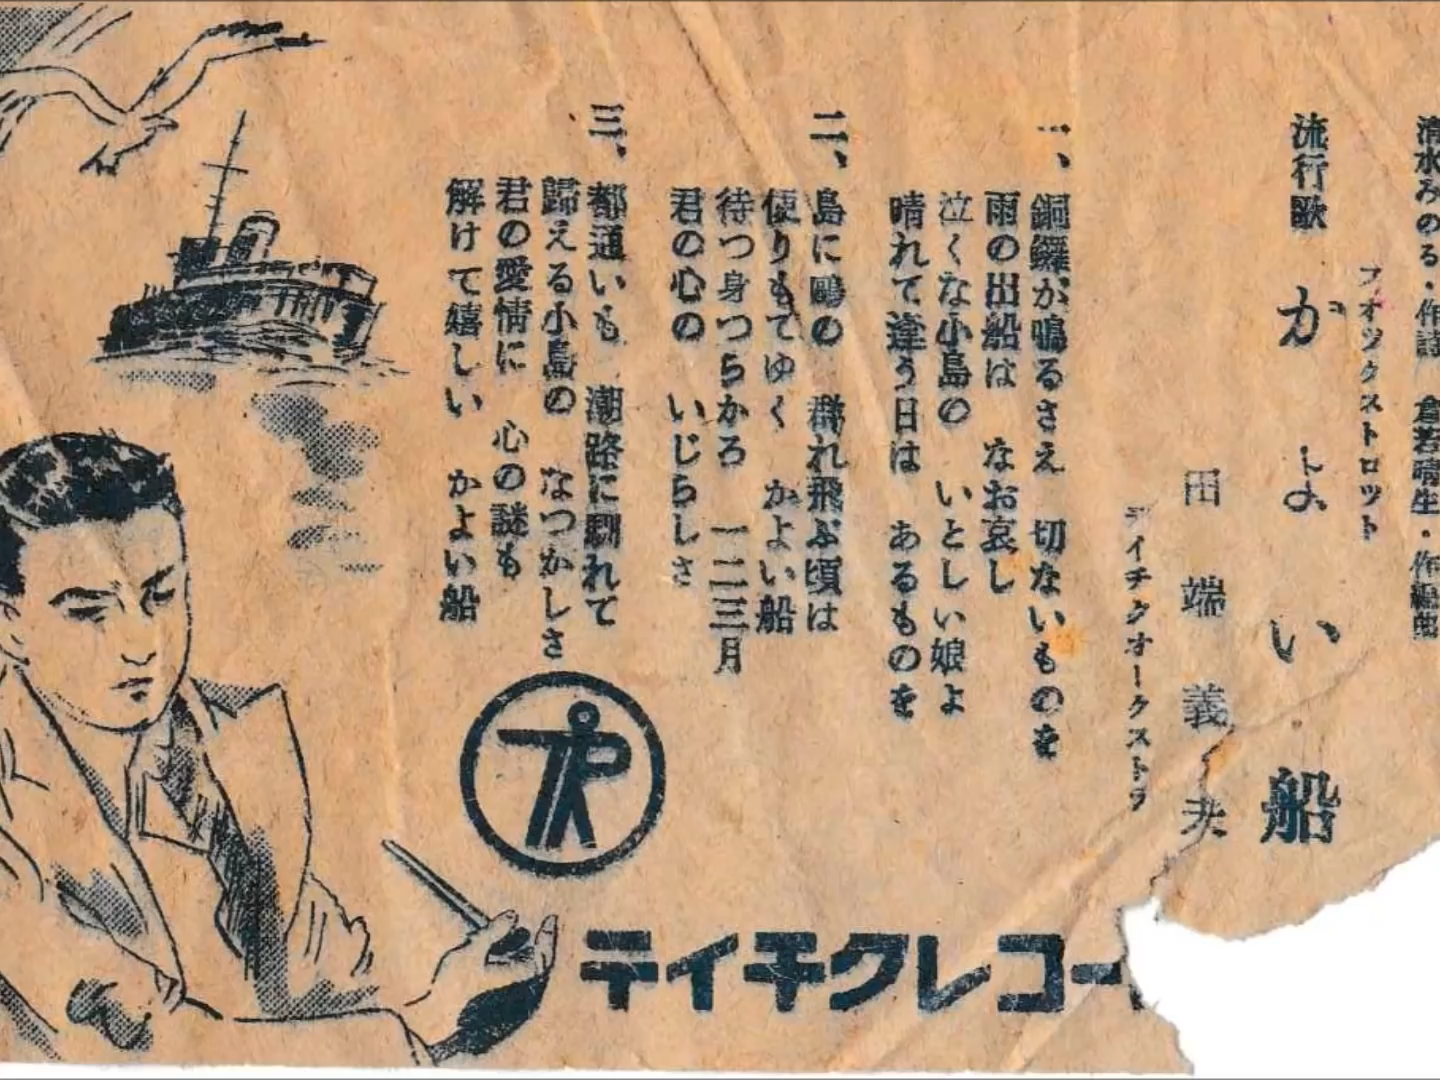 清水みのる・作詩 倉若晴生・作編曲
フオツクストロット
流行歌 かよい船
田端義夫
テイチクオーケストラ
一、銅鑼が鳴るさえ 切ないものを
雨の出船は なお哀し
泣くな小島の いとしい娘よ
晴れて逢う日は あるものを
二、島に鷗の 群れ飛ぶ頃は
便りもてゆく かよい船
待つ身つらかろ 一二三月
君の心の いじらしさ
三、都通いも 潮路に馴れて
歸える小島の なつかしさ
君の愛情に 心の謎も
解けて嬉しい かよい船
テイチクレコー